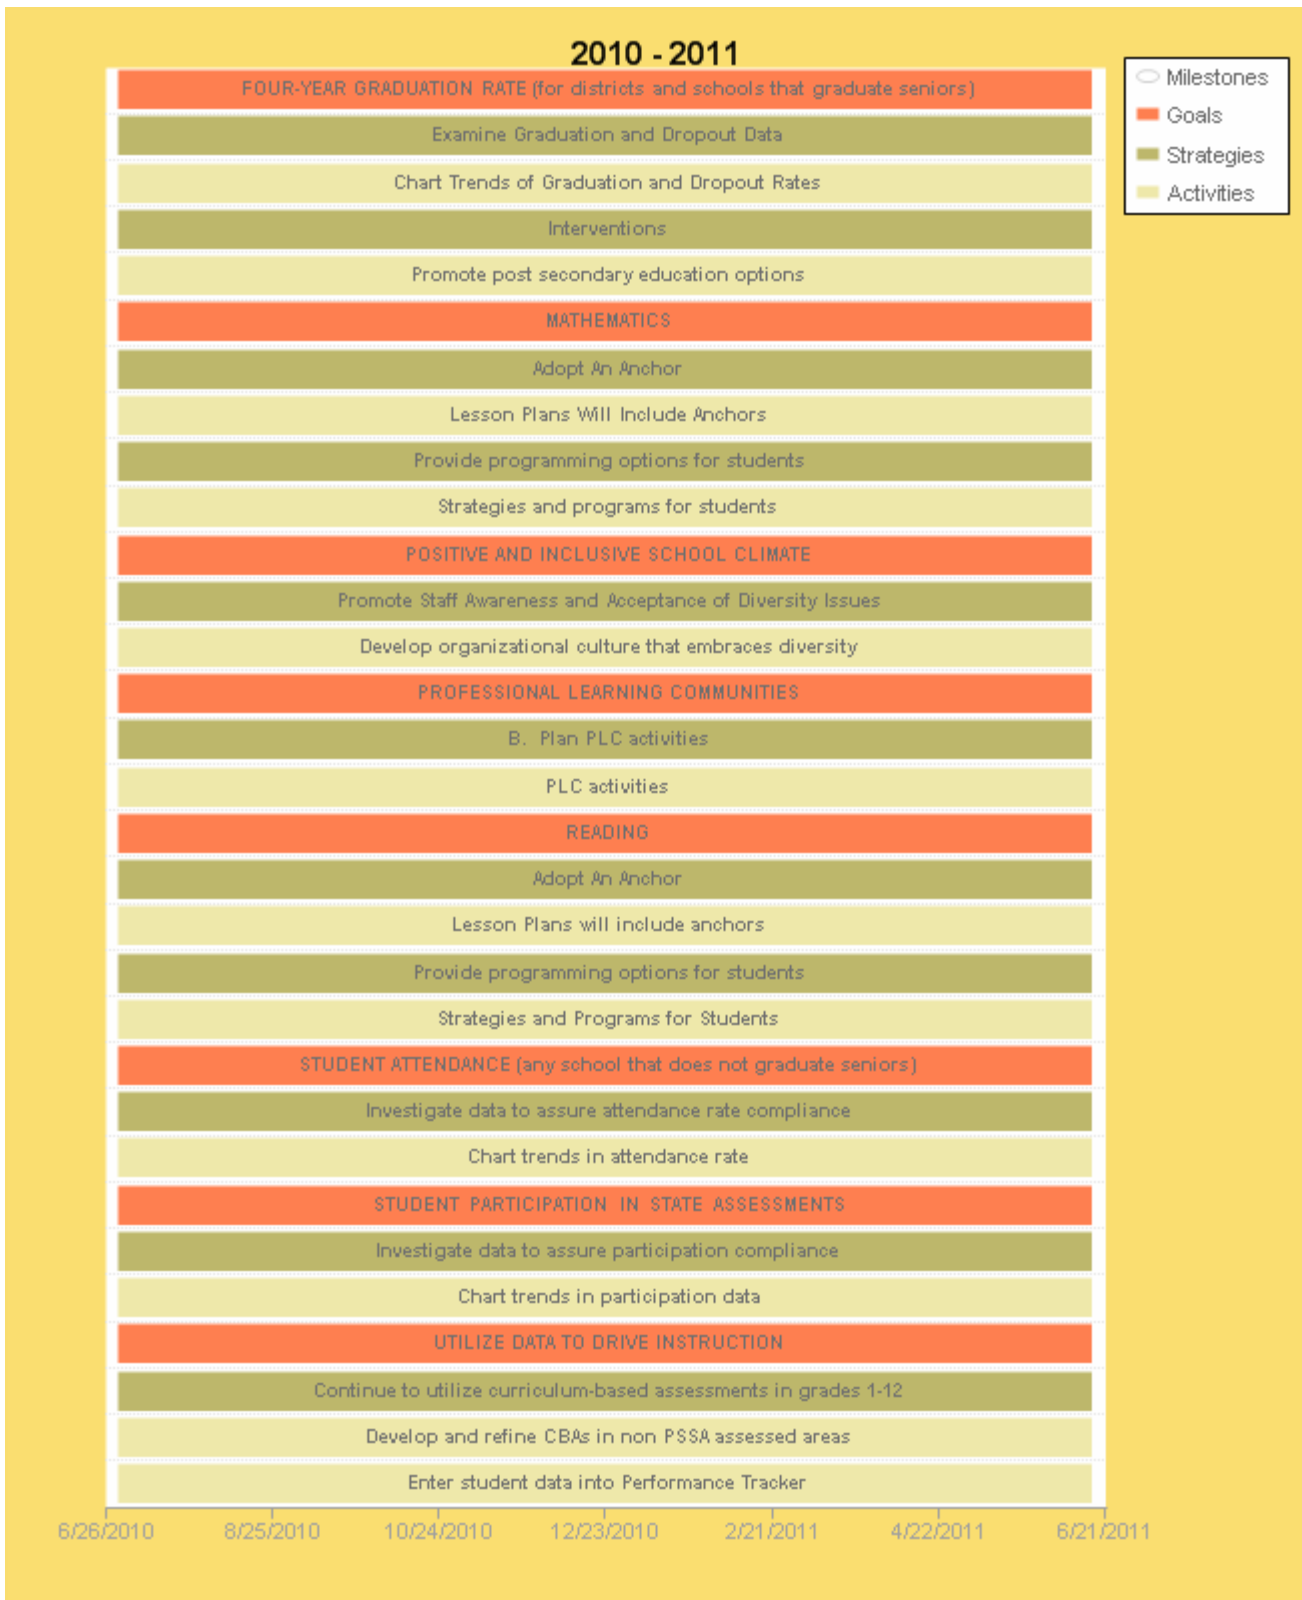 2010 - 2011
Milestones
Goals
Strategies
Activities
FOUR-YEAR GRADUATION RATE (for districts and schools that graduate seniors)
Examine Graduation and Dropout Data
Chart Trends of Graduation and Dropout Rates
Interventions
Promote post secondary education options
MATHEMATICS
Adopt An Anchor
Lesson Plans Will Include Anchors
Provide programming options for students
Strategies and programs for students
POSITIVE AND INCLUSIVE SCHOOL CLIMATE
Promote Staff Awareness and Acceptance of Diversity Issues
Develop organizational culture that embraces diversity
PROFESSIONAL LEARNING COMMUNITIES
B. Plan PLC activities
PLC activities
READING
Adopt An Anchor
Lesson Plans will include anchors
Provide programming options for students
Strategies and Programs for Students
STUDENT ATTENDANCE (any school that does not graduate seniors)
Investigate data to assure attendance rate compliance
Chart trends in attendance rate
STUDENT PARTICIPATION IN STATE ASSESSMENTS
Investigate data to assure participation compliance
Chart trends in participation data
UTILIZE DATA TO DRIVE INSTRUCTION
Continue to utilize curriculum-based assessments in grades 1-12
Develop and refine CBAs in non PSSA assessed areas
Enter student data into Performance Tracker
6/26/2010 8/25/2010 10/24/2010 12/23/2010 2/21/2011 4/22/2011 6/21/2011